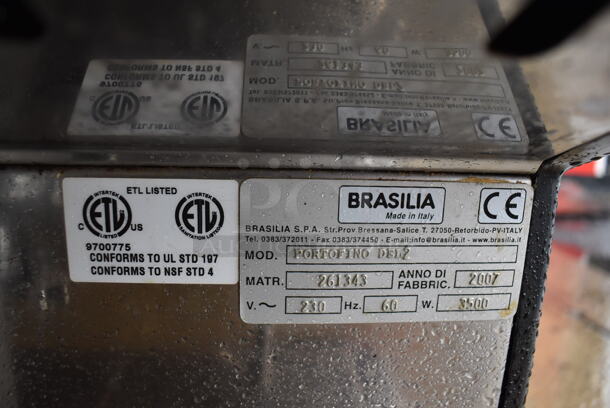 ETL LISTED
INTERTEK
INTERTEK
C ETL US
ETL
SANITATION LISTED
9700775
CONFORMS TO UL STD 197
CONFORMS TO NSF STD 4
BRASILIA
Made in Italy
CE
BRASILIA S.P.A. Str.Prov Bressana-Salice T. 27050-Retorbido-PV-ITALY
Tel. 0383/372011 - Fax 0383/374450 - E-mail:info@brasilia.it - www.brasilia.it
MOD. PORTOFINO DSL2
MATR. 261343 ANNO DI FABBRIC. 2007
V.~ 230 Hz. 60 W. 3500